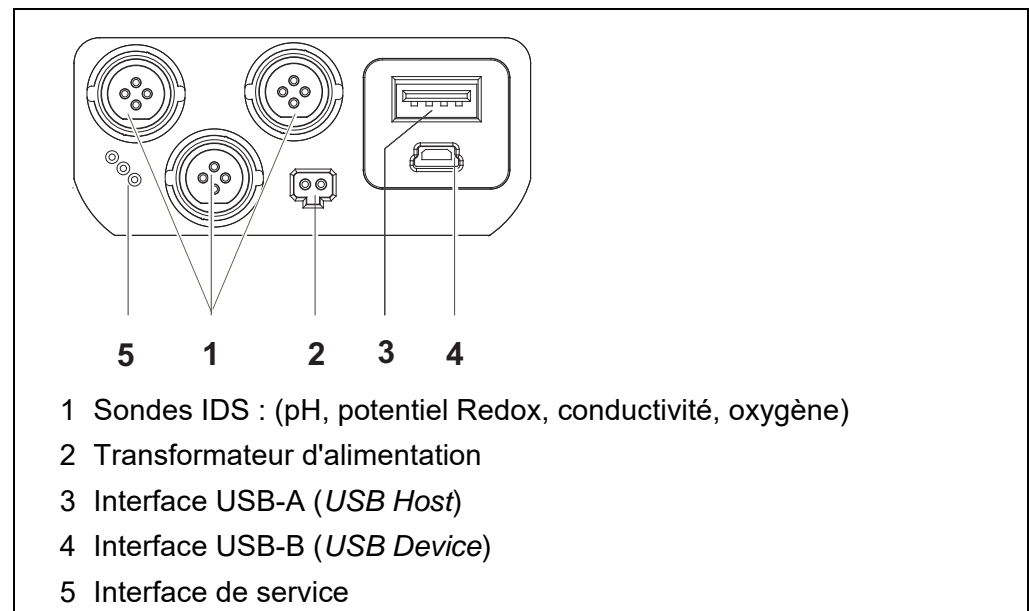 5 1 2 3 4
1 Sondes IDS : (pH, potentiel Redox, conductivité, oxygène)
2 Transformateur d'alimentation
3 Interface USB-A (USB Host)
4 Interface USB-B (USB Device)
5 Interface de service